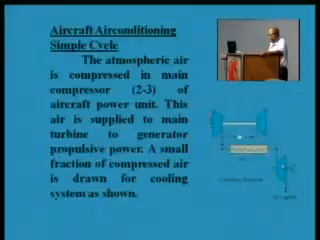 Aircraft Airconditioning
Simple Cycle
The atmospheric air
is compressed in main
compressor (2-3) of
aircraft power unit. This
air is supplied to main
turbine to generator
propulsive power. A small
fraction of compressed air
is drawn for cooling
system as shown.